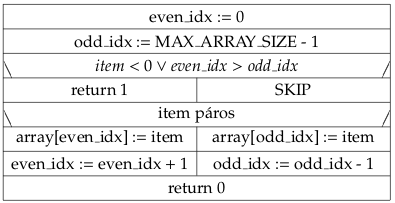 even_idx := 0
odd_idx := MAX_ARRAY_SIZE - 1
item < 0 ∨ even_idx > odd_idx
return 1 SKIP
item páros
array[even_idx] := item array[odd_idx] := item
even_idx := even_idx + 1 odd_idx := odd_idx - 1
return 0